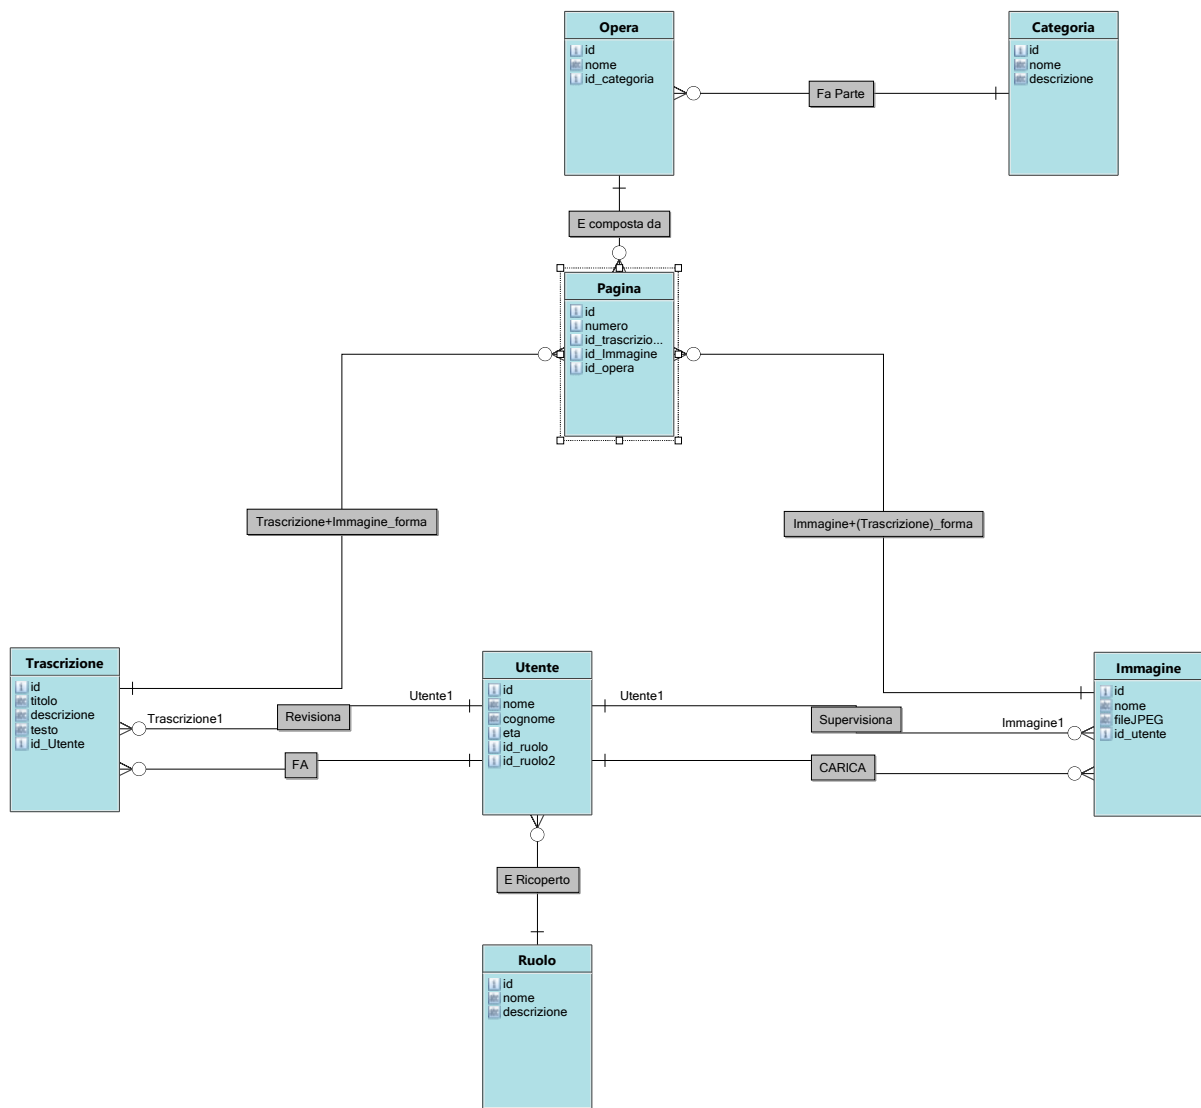 Opera
id
nome
id_categoria
Categoria
id
nome
descrizione
Fa Parte
E composta da
Pagina
id
numero
id_trascrizio...
id_Immagine
id_opera
Trascrizione+Immagine_forma
Immagine+(Trascrizione)_forma
Trascrizione
id
titolo
descrizione
testo
id_Utente
Trascrizione1
Revisiona
Utente1
FA
Utente
id
nome
cognome
eta
id_ruolo
id_ruolo2
Utente1
Supervisiona
Immagine1
CARICA
Immagine
id
nome
fileJPEG
id_utente
E Ricoperto
Ruolo
id
nome
descrizione